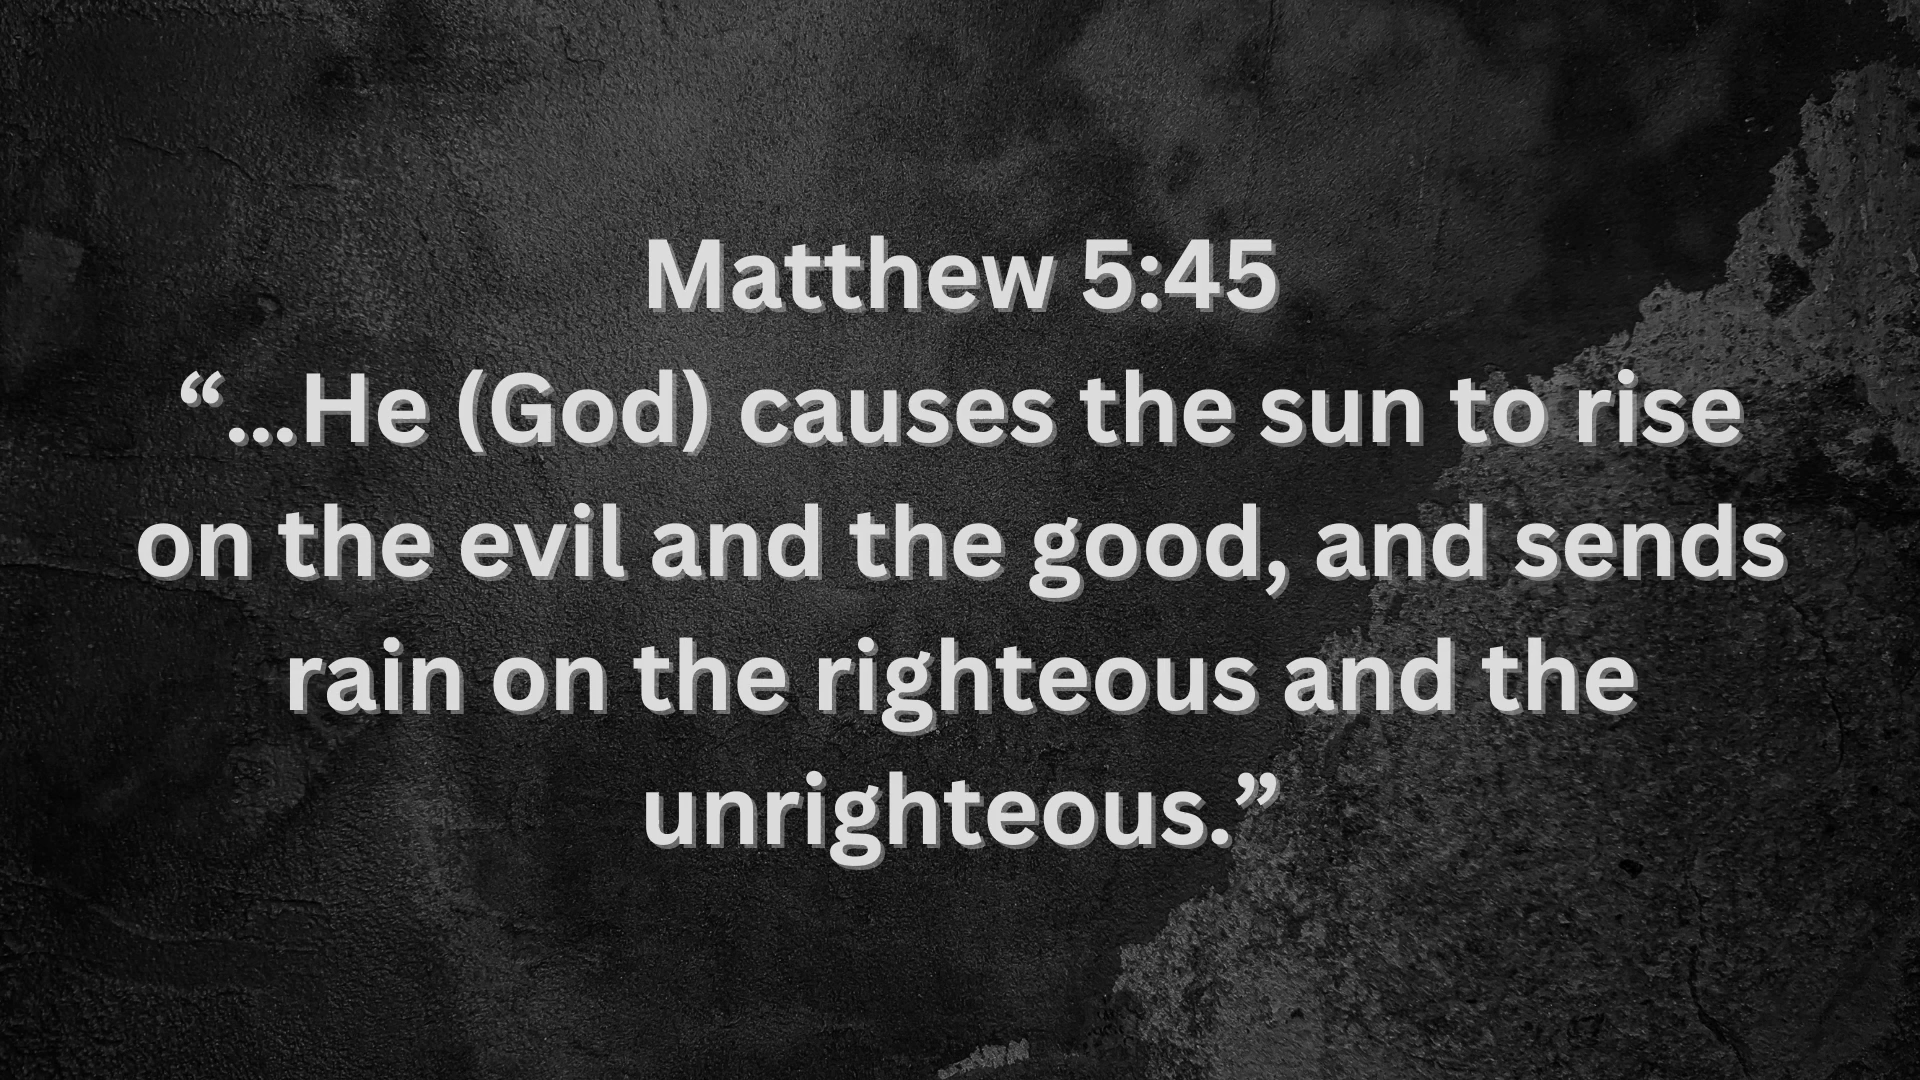 Matthew 5:45
“...He (God) causes the sun to rise
on the evil and the good, and sends
rain on the righteous and the
unrighteous.”